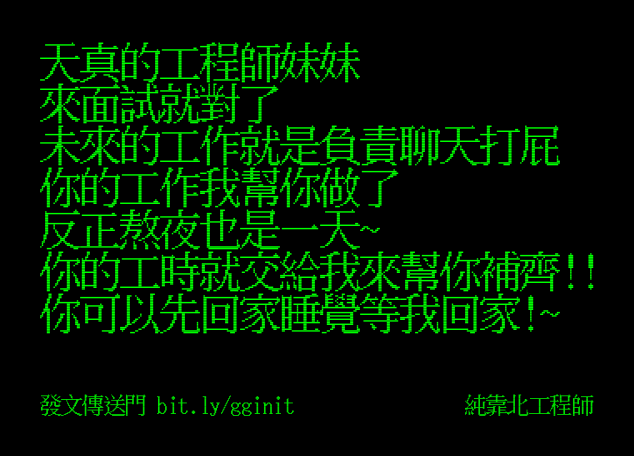 天真的工程師妹妹
來面試就對了
未來的工作就是負責聊天打屁
你的工作我幫你做了
反正熬夜也是一天~
你的工時就交給我來幫你補齊!!
你可以先回家睡覺等我回家!~
發文傳送門 bit.ly/gginit
純靠北工程師